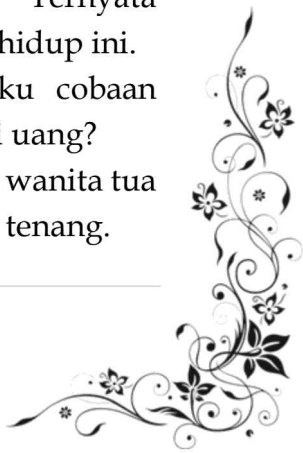 Ternyata
hidup ini.
ku cobaan
uang?
wanita tua
tenang.